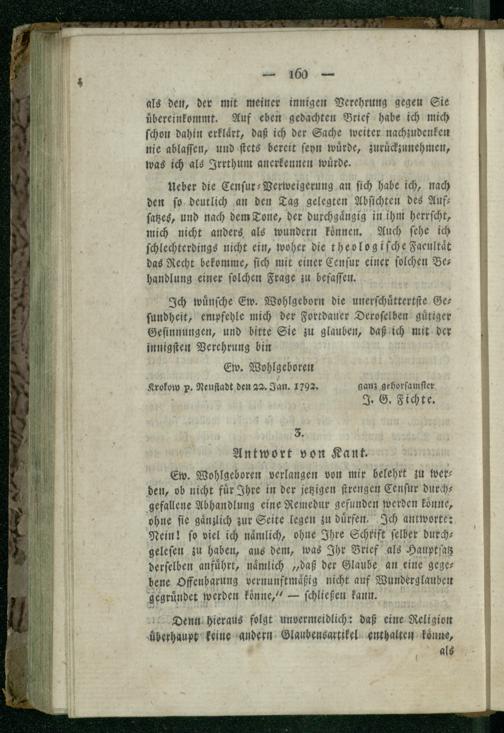 — 160 —
als den, der mit meiner innigen Verehrung gegen Sie
übereinkommt. Auf eben gedachten Brief habe ich mich
schon dahin erklärt, daß ich der Sache weiter nachzudenken
nie ablassen, und stets bereit seyn würde, zurückzunehmen,
was ich als Irrthum anerkennen würde.
Ueber die Censur-Verweigerung an sich habe ich, nach
den so deutlich an den Tag gelegten Absichten des Auf-
satzes, und nach dem Tone, der durchgängig in ihm herrscht,
mich nicht anders als wundern können. Auch sehe ich
schlechterdings nicht ein, woher die theologische Facultät
das Recht bekomme, sich mit einer Censur einer solchen Be-
handlung einer solchen Frage zu befassen.
Ich wünsche Ew. Wohlgeborn die unerschüttertste Ge-
sundheit, empfehle mich der Fortdauer Deroselben gütiger
Gesinnungen, und bitte Sie zu glauben, daß ich mit der
innigsten Verehrung bin
Ew. Wohlgeboren
Krokow p. Neustadt den 22. Jan. 1792. ganz gehorsamster
J. G. Fichte.
3.
Antwort von Kant.
Ew. Wohlgeboren verlangen von mir belehrt zu wer-
den, ob nicht für Ihre in der jetzigen strengen Censur durch-
gefallene Abhandlung eine Remedur gefunden werden könne,
ohne sie gänzlich zur Seite legen zu dürfen. Ich antworte:
Nein! so viel ich nämlich, ohne Ihre Schrift selber durch-
gelesen zu haben, aus dem, was Ihr Brief als Hauptsatz
derselben anführt, nämlich „daß der Glaube an eine gege-
bene Offenbarung vernunftmäßig nicht auf Wunderglauben
gegründet werden könne,“ — schließen kann.
Denn hieraus folgt unvermeidlich: daß eine Religion
überhaupt keine andern Glaubensartikel enthalten könne,
als